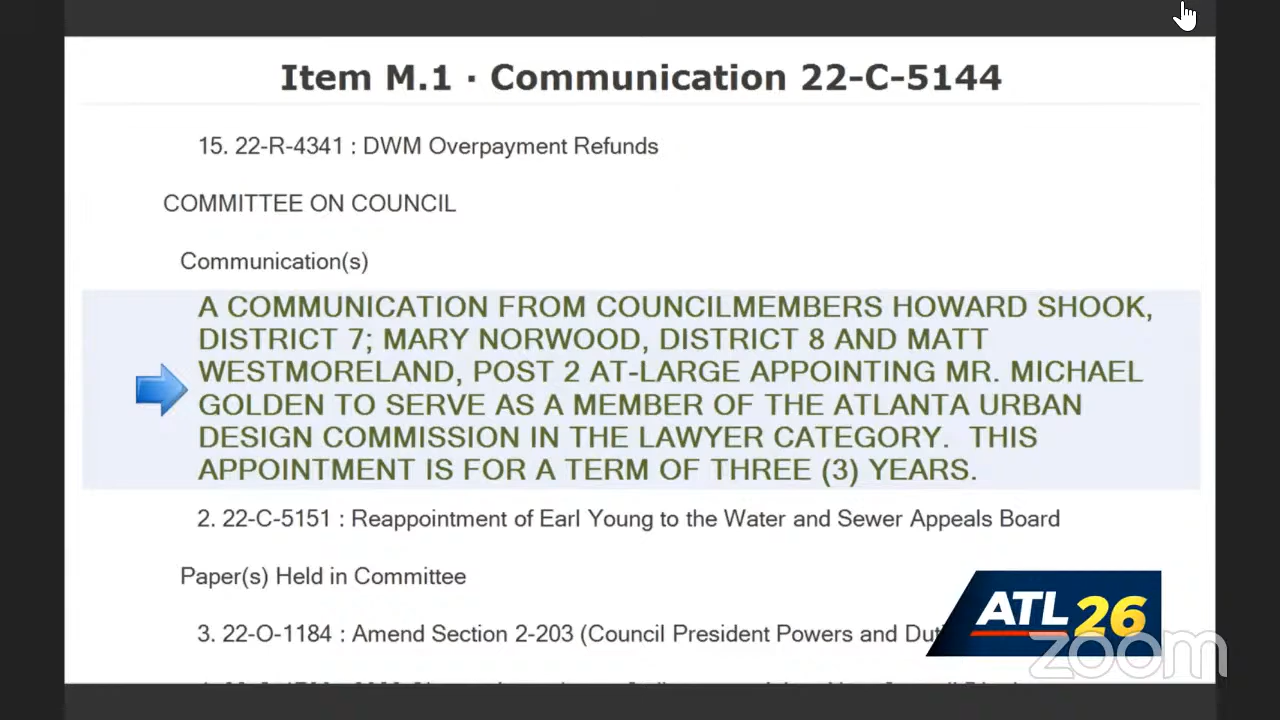 Item M.1 · Communication 22-C-5144
15. 22-R-4341 : DWM Overpayment Refunds
COMMITTEE ON COUNCIL
Communication(s)
A COMMUNICATION FROM COUNCILMEMBERS HOWARD SHOOK,
DISTRICT 7; MARY NORWOOD, DISTRICT 8 AND MATT
WESTMORELAND, POST 2 AT-LARGE APPOINTING MR. MICHAEL
GOLDEN TO SERVE AS A MEMBER OF THE ATLANTA URBAN
DESIGN COMMISSION IN THE LAWYER CATEGORY.  THIS
APPOINTMENT IS FOR A TERM OF THREE (3) YEARS.
2. 22-C-5151 : Reappointment of Earl Young to the Water and Sewer Appeals Board
Paper(s) Held in Committee
3. 22-O-1184 : Amend Section 2-203 (Council President Powers and
ATL 26
zoom